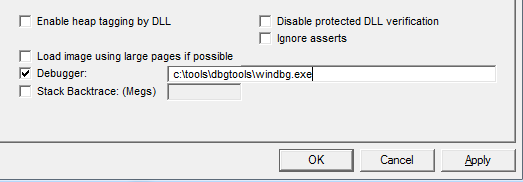 Enable heap tagging by DLL
Disable protected DLL verification
Ignore asserts
Load image using large pages if possible
Debugger: c:\tools\dbgtools\windbg.exe
Stack Backtrace: (Megs)
OK Cancel Apply